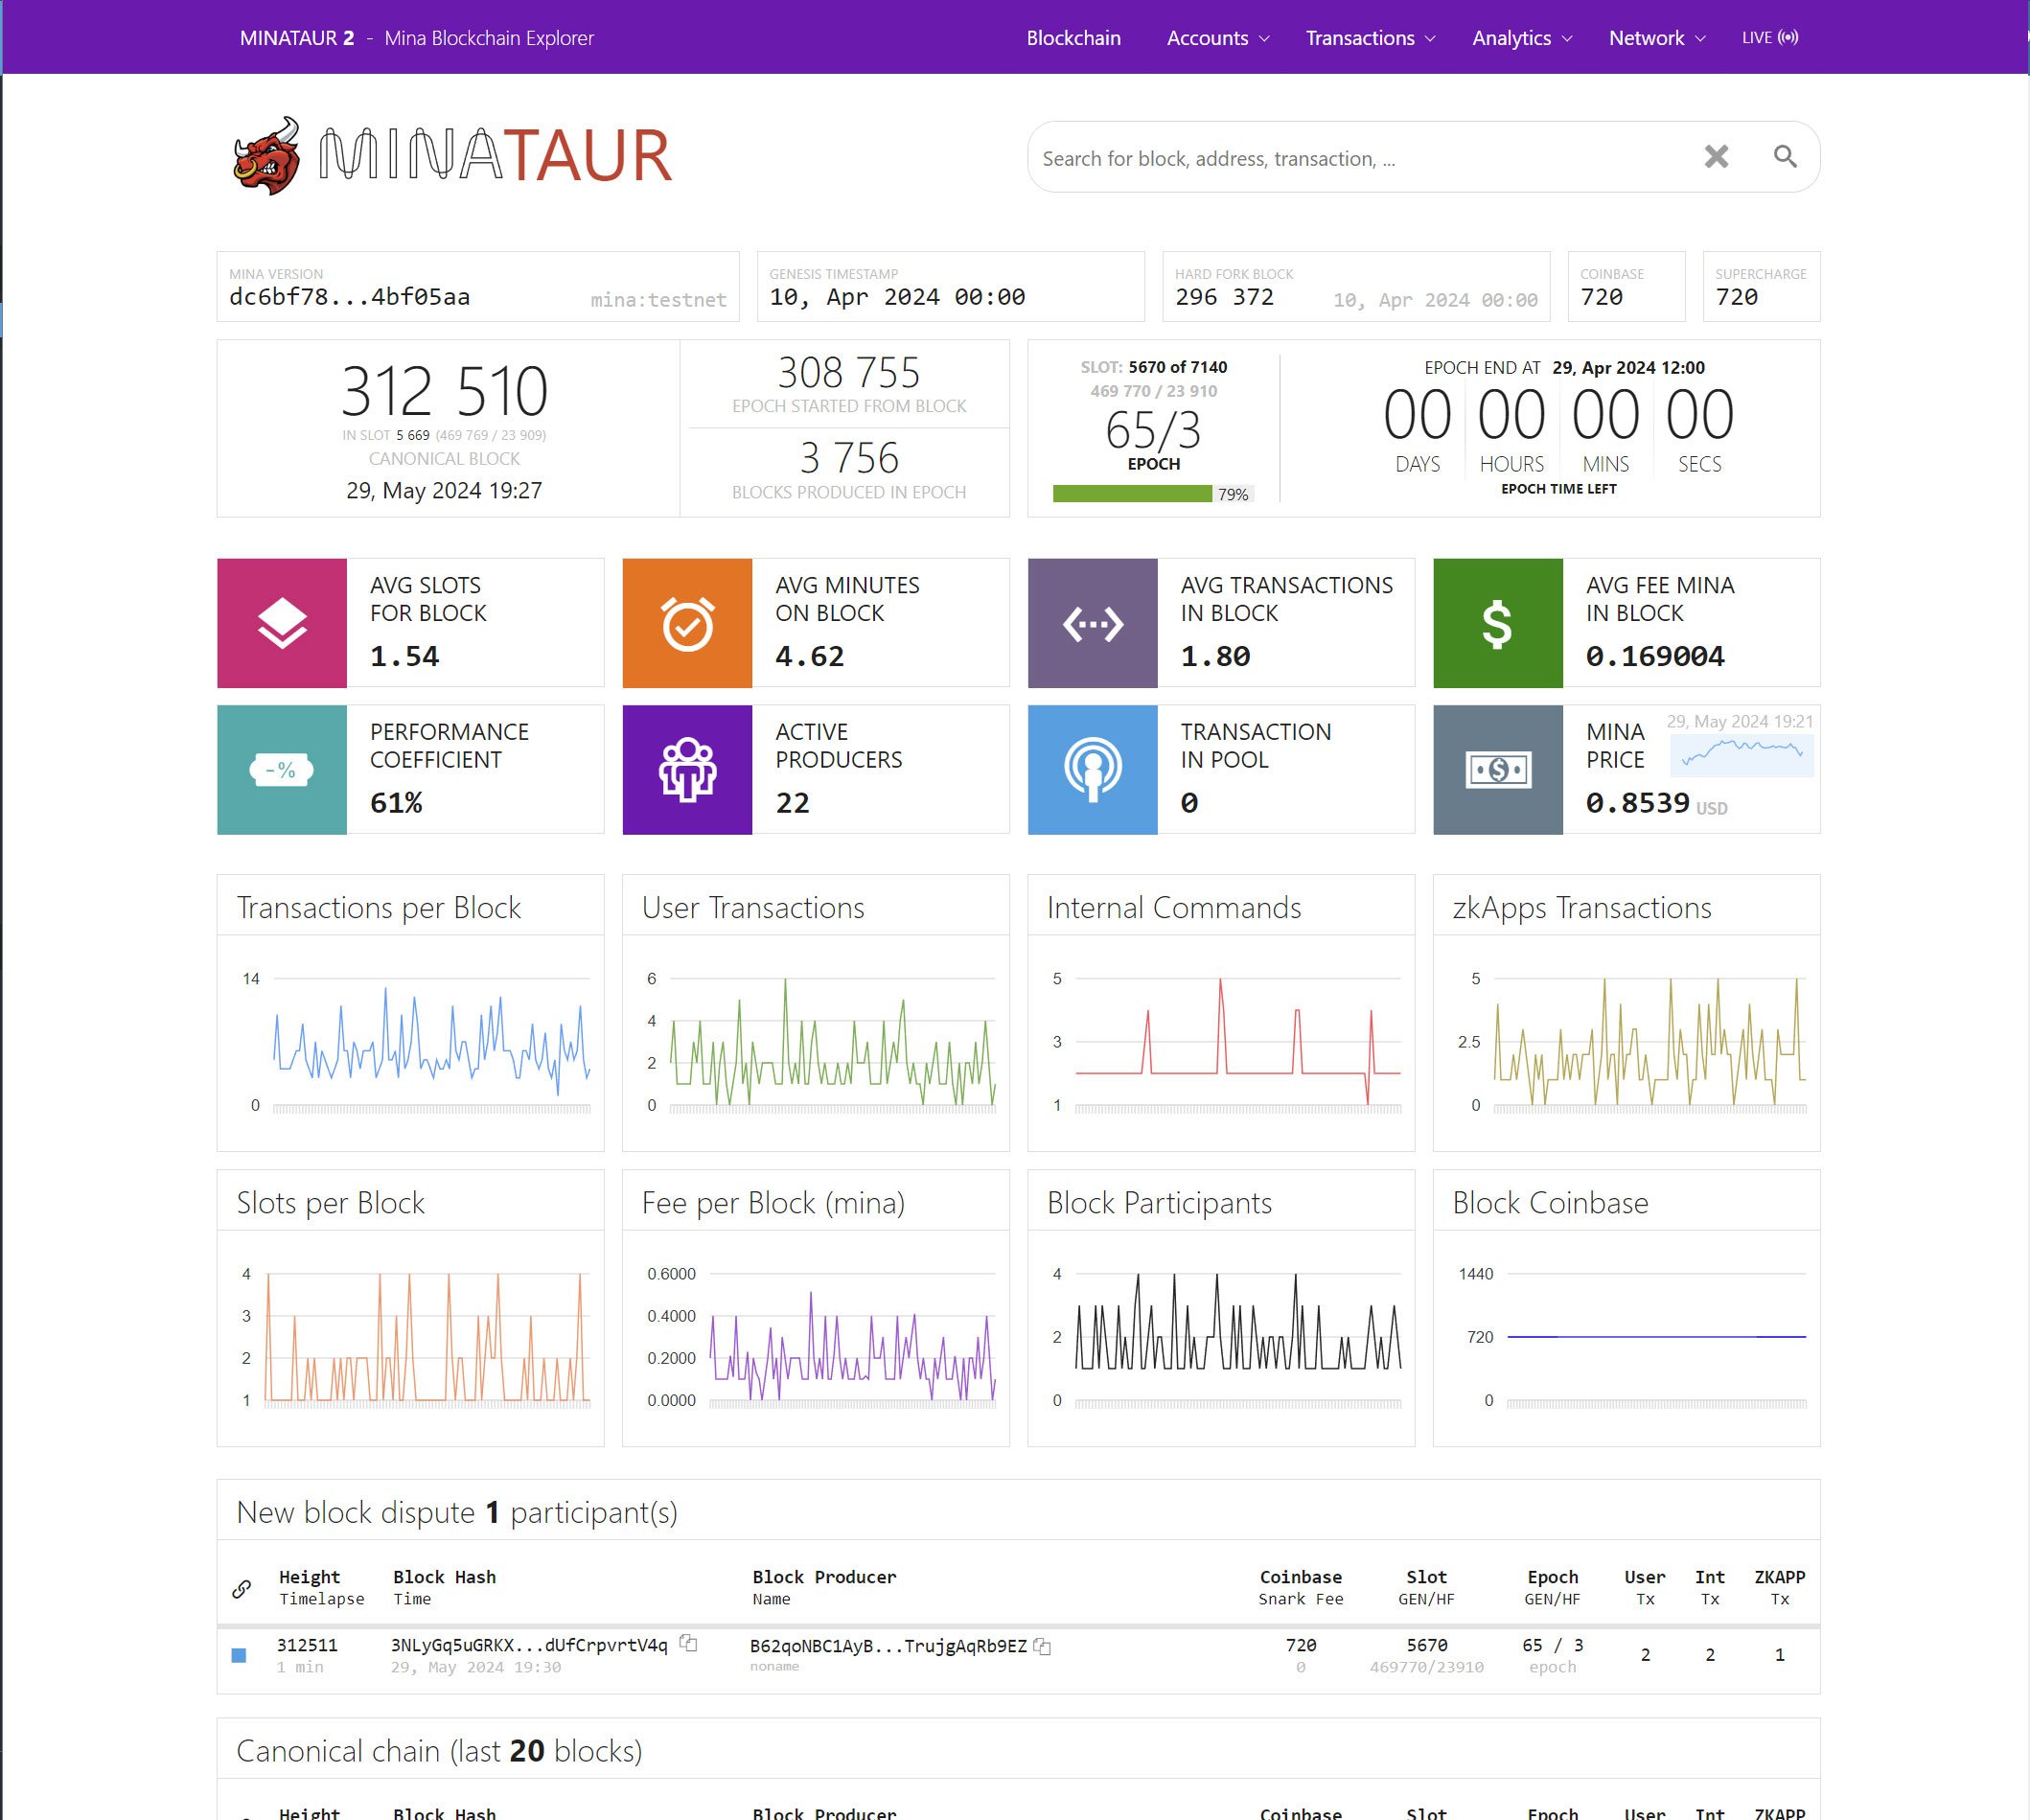 MINATAUR 2 - Mina Blockchain Explorer
Blockchain Accounts Transactions Analytics Network LIVE
MINATAUR
Search for block, address, transaction, ...
MINA VERSION
dc6bf78...4bf05aa mina:testnet
GENESIS TIMESTAMP
10, Apr 2024 00:00
HARD FORK BLOCK
296 372 10, Apr 2024 00:00
COINBASE
720
SUPERCHARGE
720
312 510
IN SLOT 5 669 (469 769 / 23 909)
CANONICAL BLOCK
29, May 2024 19:27
308 755
EPOCH STARTED FROM BLOCK
3 756
BLOCKS PRODUCED IN EPOCH
SLOT: 5670 of 7140
469 770 / 23 910
65/3
EPOCH
79%
EPOCH END AT 29, Apr 2024 12:00
00 00 00 00
DAYS HOURS MINS SECS
EPOCH TIME LEFT
AVG SLOTS
FOR BLOCK
1.54
AVG MINUTES
ON BLOCK
4.62
AVG TRANSACTIONS
IN BLOCK
1.80
AVG FEE MINA
IN BLOCK
0.169004
-%
PERFORMANCE
COEFFICIENT
61%
ACTIVE
PRODUCERS
22
TRANSACTION
IN POOL
0
MINA
PRICE
29, May 2024 19:21
0.8539 USD
Transactions per Block
14
0
User Transactions
6
4
2
0
Internal Commands
5
3
1
zkApps Transactions
5
2.5
0
Slots per Block
4
3
2
1
Fee per Block (mina)
0.6000
0.4000
0.2000
0.0000
Block Participants
4
2
0
Block Coinbase
1440
720
0
New block dispute 1 participant(s)
Height Block Hash Block Producer Coinbase Slot Epoch User Int ZKAPP
Timelapse Time Name Snark Fee GEN/HF GEN/HF Tx Tx Tx
312511 3NLyGq5uGRKX...dUfCrpvrtV4q B62qoNBC1AyB...TrujgAqRb9EZ 720 5670 65 / 3 2 2 1
1 min 29, May 2024 19:30 noname 0 469770/23910 epoch
Canonical chain (last 20 blocks)
Height Block Hash Block Producer Coinbase Slot Epoch User Int ZKAPP